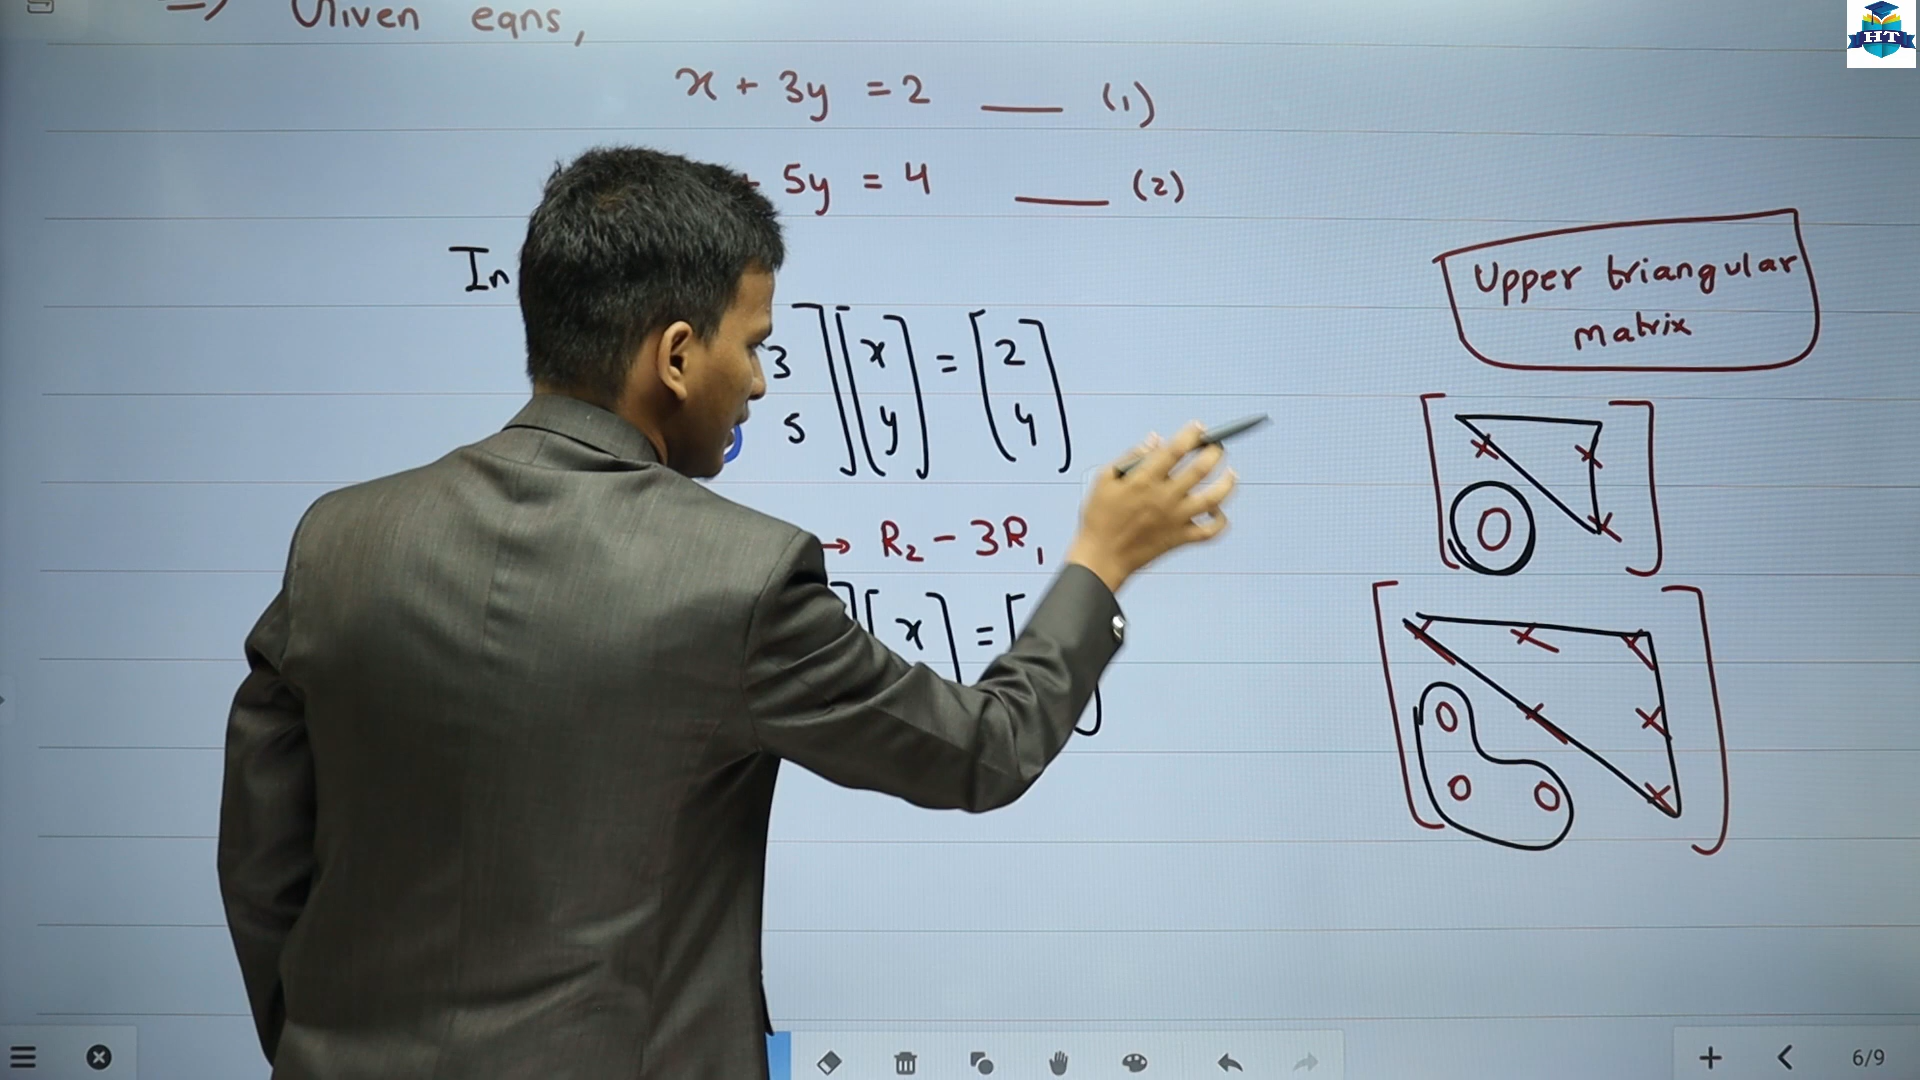 => Given eqns,
x + 3y = 2 ___ (1)
+ 5y = 4 ___ (2)
In
3 ] [ x ] = [ 2 ]
5 ] [ y ] = [ 4 ]
→ R₂ - 3R₁
] [ x ] = [
Upper triangular
matrix
[ x x ]
[ 0 x ]
[ x x x ]
[ 0 x x ]
[ 0 0 x ]
HT
6/9